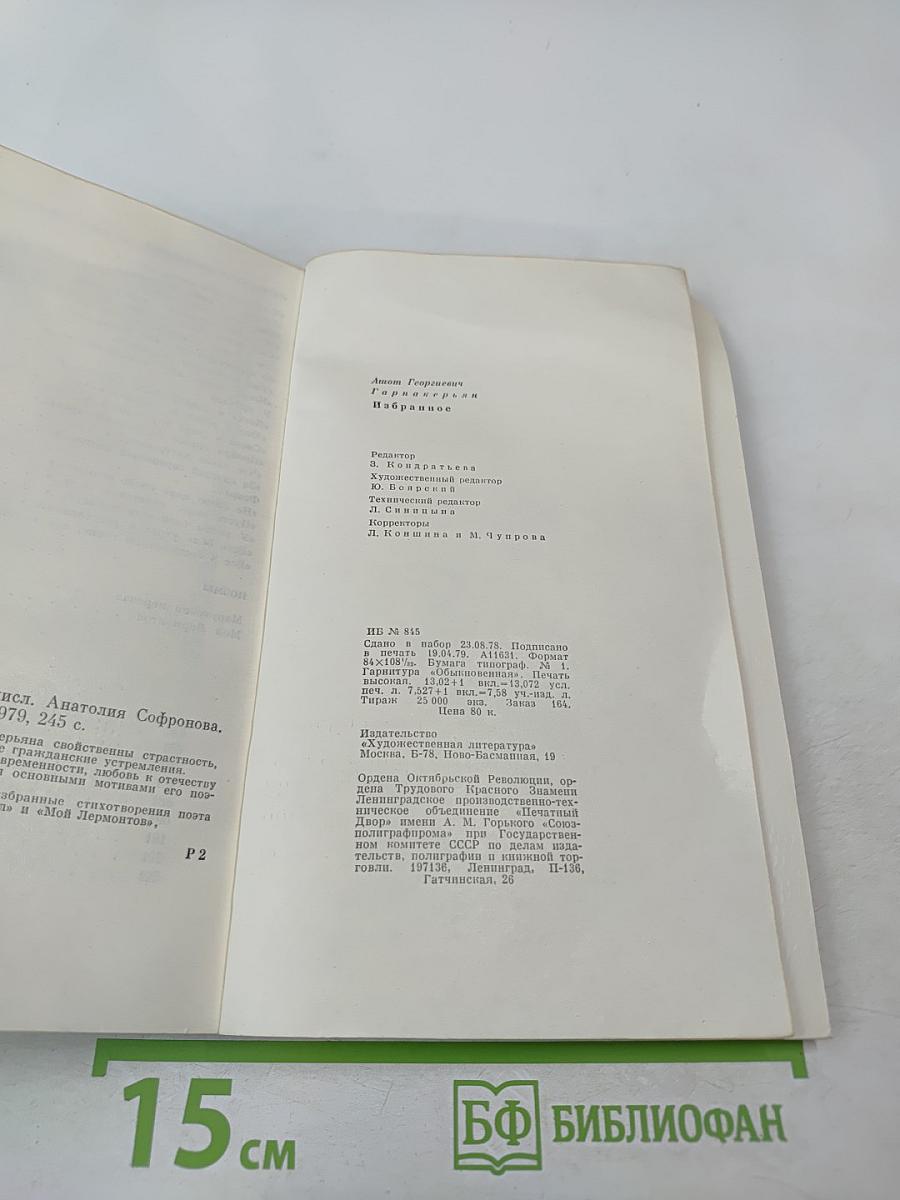 исл. Анатолия Софронова.
979, 245 с.
ерьяна свойственны страстность,
е гражданские устремления.
временности, любовь к отечеству
я основными мотивами его поэ-
избранные стихотворения поэта
л» и «Мой Лермонтов»,
Р 2
Ашот Георгиевич
Гарнакерьян
Избранное
Редактор
З. Кондратьева
Художественный редактор
Ю. Боярский
Технический редактор
Л. Синицына
Корректоры
Л. Коншина и М. Чупрова
ИБ № 845
Сдано в набор 23.08.78. Подписано
в печать 19.04.79. А11631. Формат
84×108¹/₃₂. Бумага типограф. № 1.
Гарнитура «Обыкновенная». Печать
высокая. 13,02+1 вкл.=13,072 усл.
печ. л. 7,527+1 вкл.=7,58 уч.-изд. л.
Тираж 25 000 экз. Заказ 164.
Цена 80 к.
Издательство
«Художественная литература»
Москва, Б-78, Ново-Басманная, 19
Ордена Октябрьской Революции, ор-
дена Трудового Красного Знамени
Ленинградское производственно-тех-
ническое объединение «Печатный
Двор» имени А. М. Горького «Союз-
полиграфпрома» при Государствен-
ном комитете СССР по делам изда-
тельств, полиграфии и книжной тор-
говли. 197136, Ленинград, П-136,
Гатчинская, 26
15 см
БФ БИБЛИОФАН